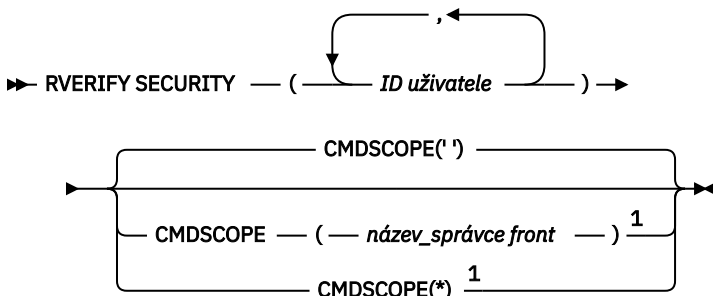 ,
RVERIFY SECURITY ( ID uživatele )
CMDSCOPE(' ')
CMDSCOPE ( název_správce front ) 1
CMDSCOPE(*) 1